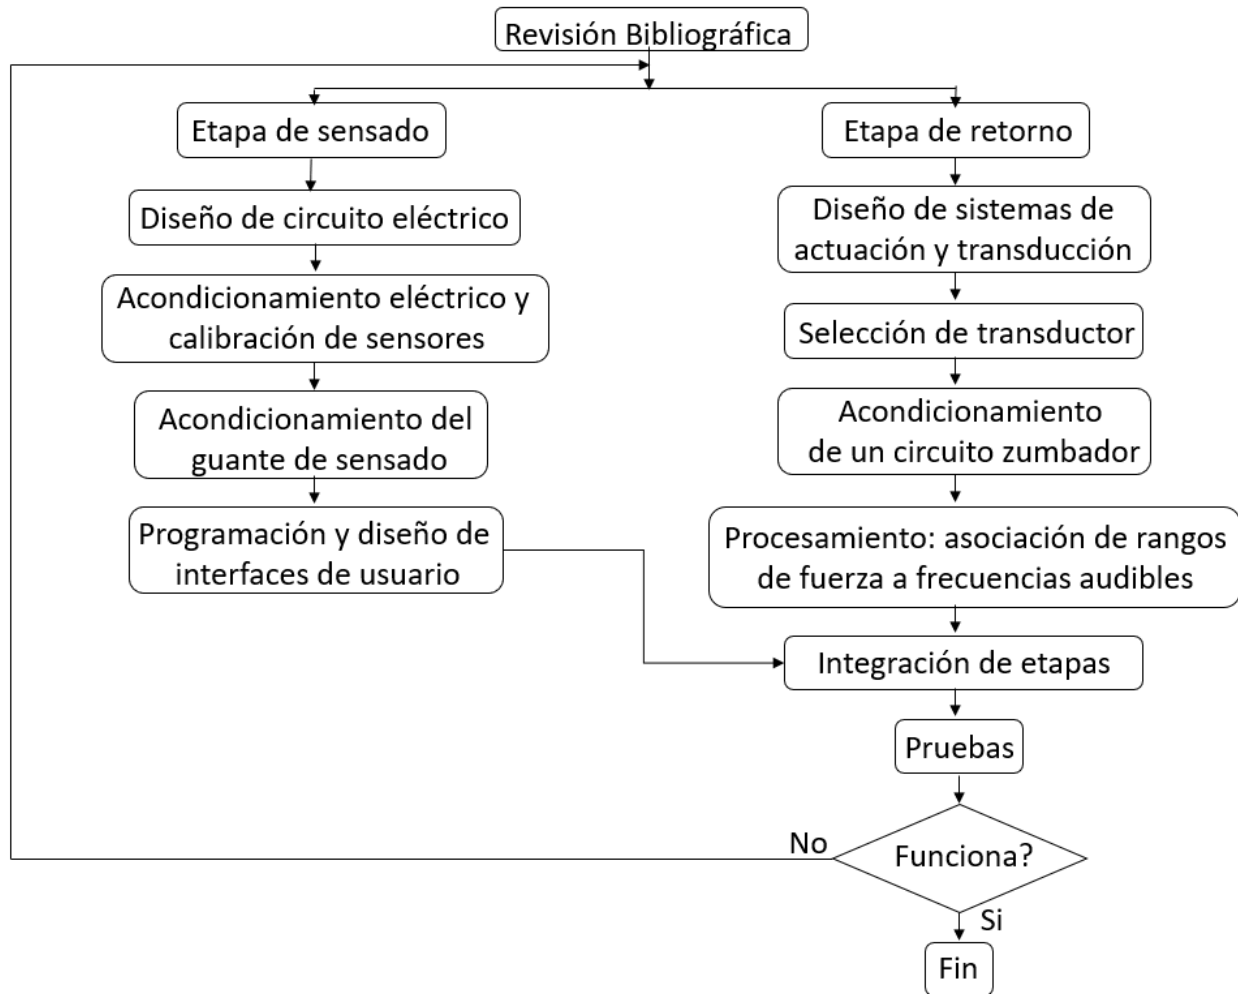 Revisión Bibliográfica
Etapa de sensado
Diseño de circuito eléctrico
Acondicionamiento eléctrico y
calibración de sensores
Acondicionamiento del
guante de sensado
Programación y diseño de
interfaces de usuario
Etapa de retorno
Diseño de sistemas de
actuación y transducción
Selección de transductor
Acondicionamiento
de un circuito zumbador
Procesamiento: asociación de rangos
de fuerza a frecuencias audibles
Integración de etapas
Pruebas
Funciona?
No
Si
Fin